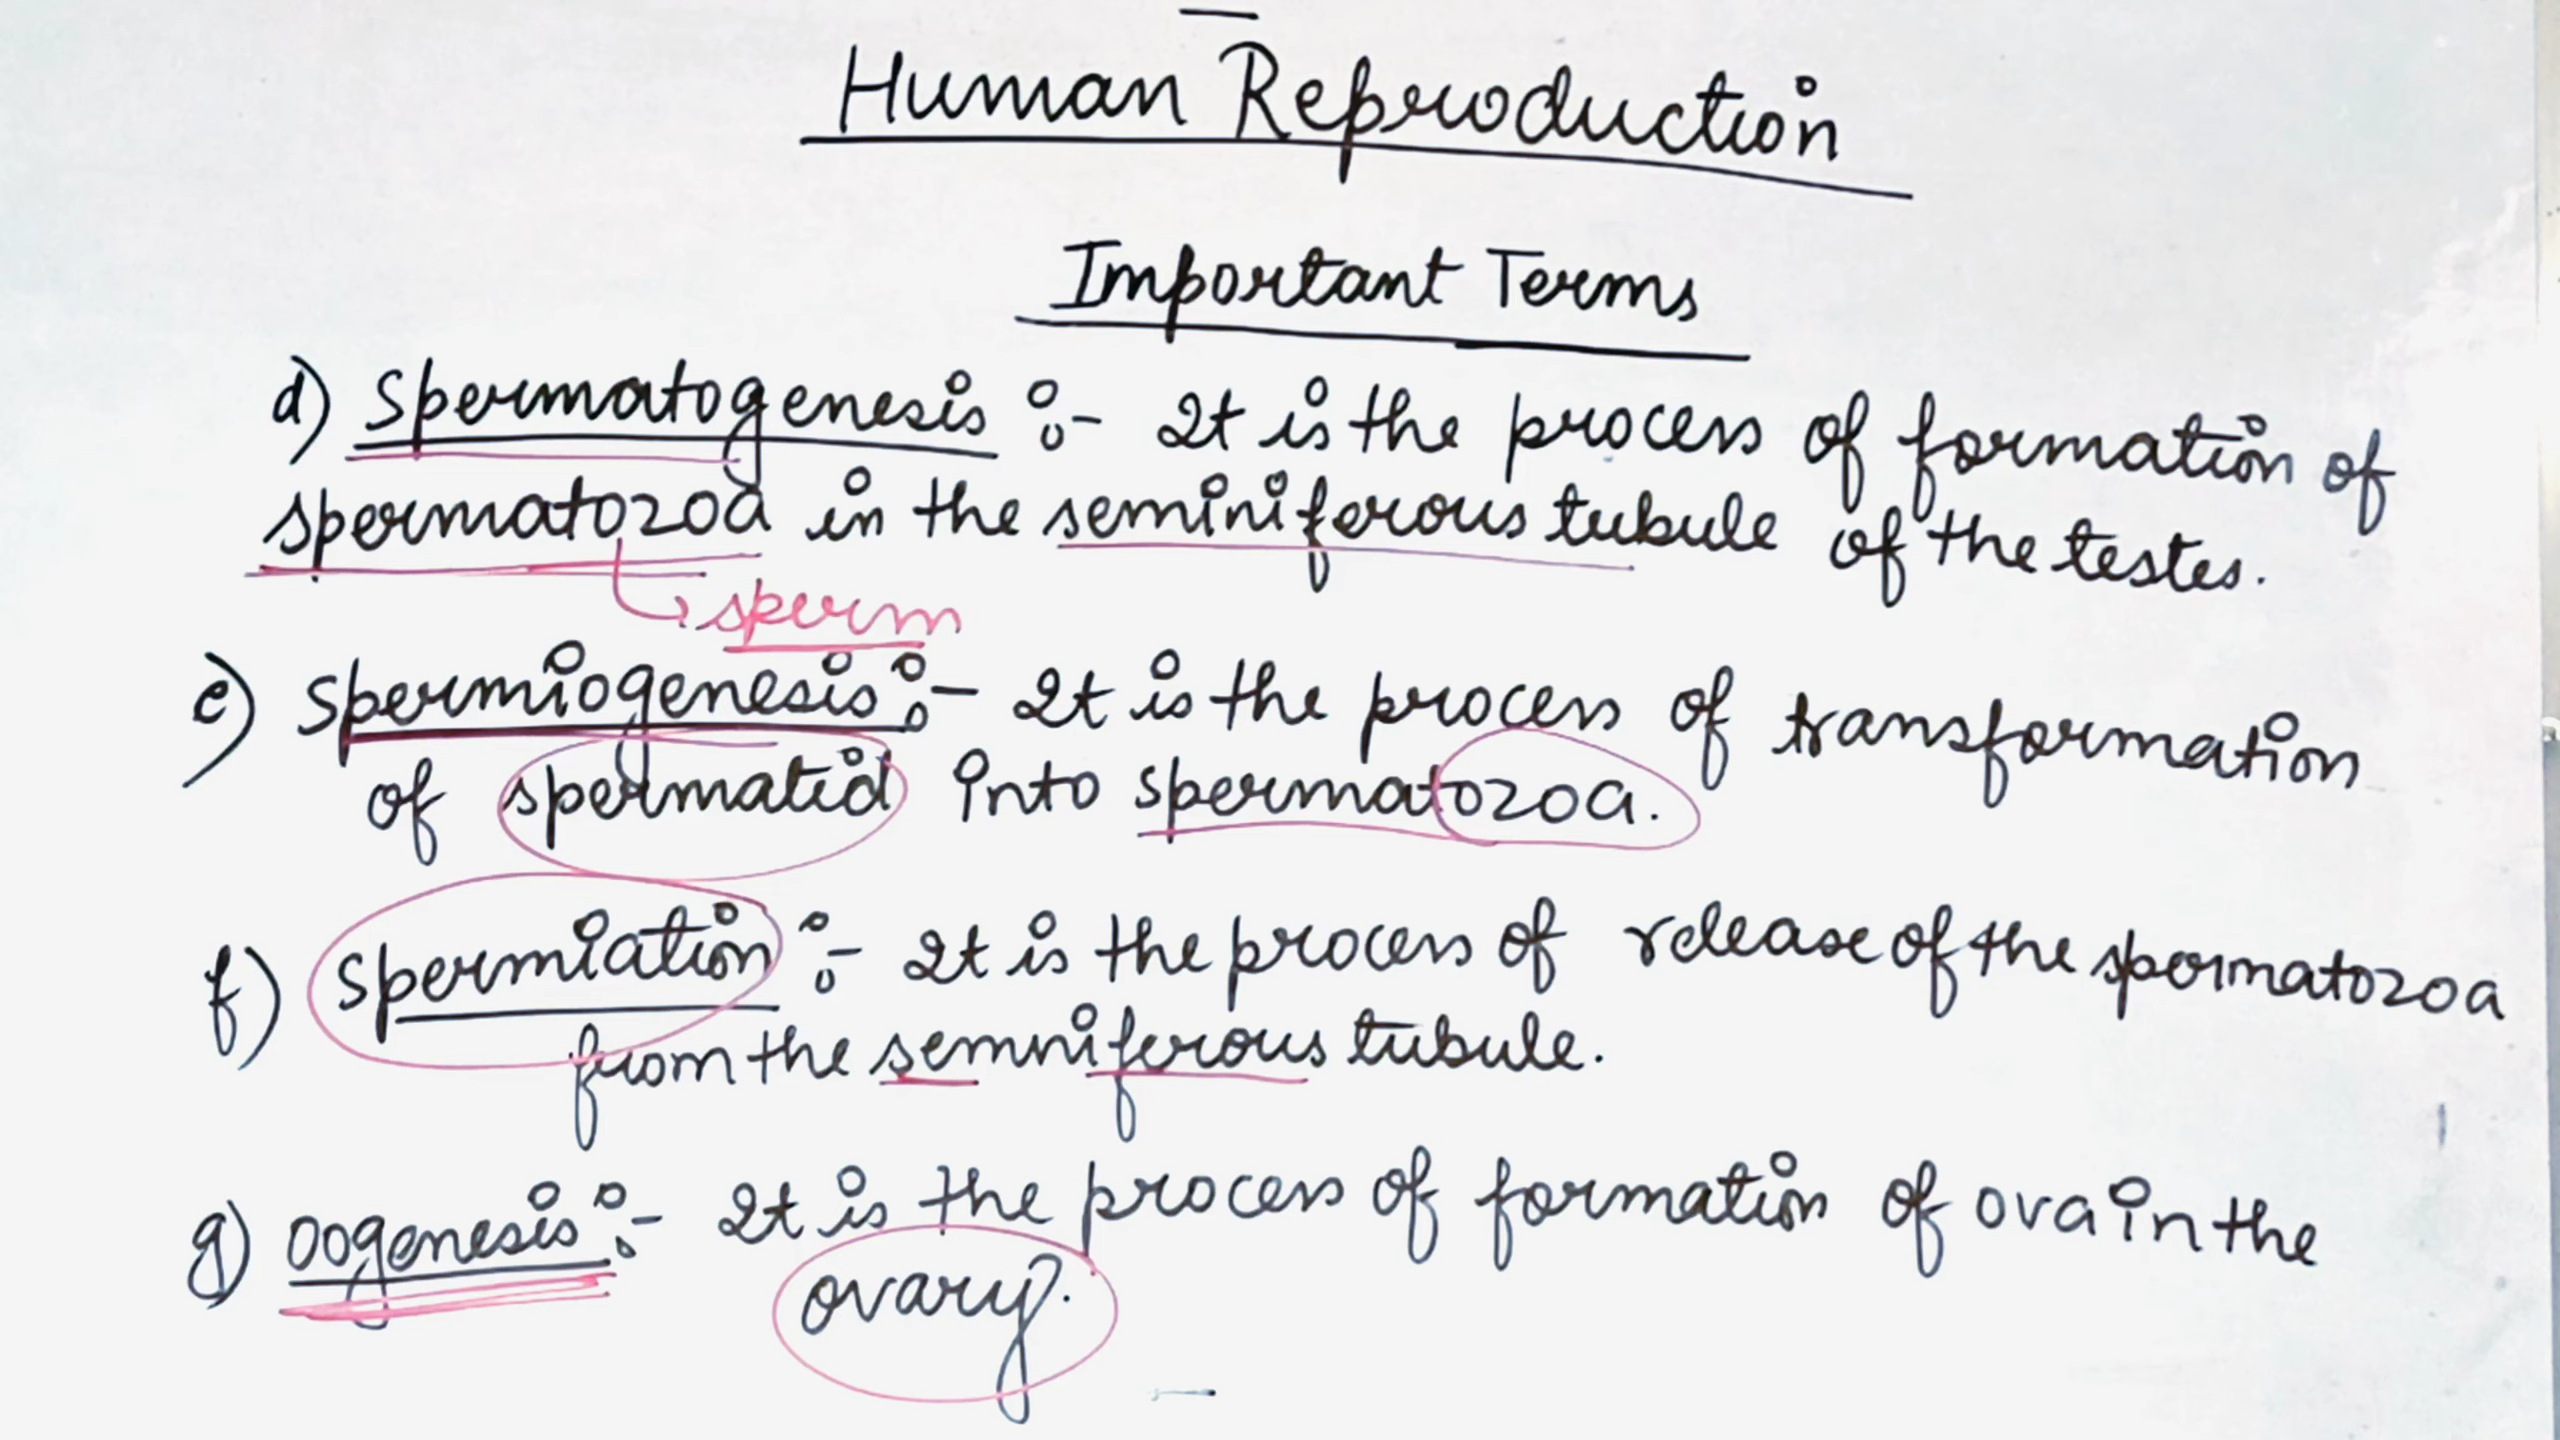 Human Reproduction
Important Terms
d) Spermatogenesis :- It is the process of formation of
spermatozoa in the seminiferous tubule of the testes.
sperm
e) Spermiogenesis :- It is the process of transformation
of spermatid into spermatozoa.
f) Spermiation :- It is the process of release of the spermatozoa
from the semniferous tubule.
g) Oogenesis :- It is the process of formation of ova in the
ovary.